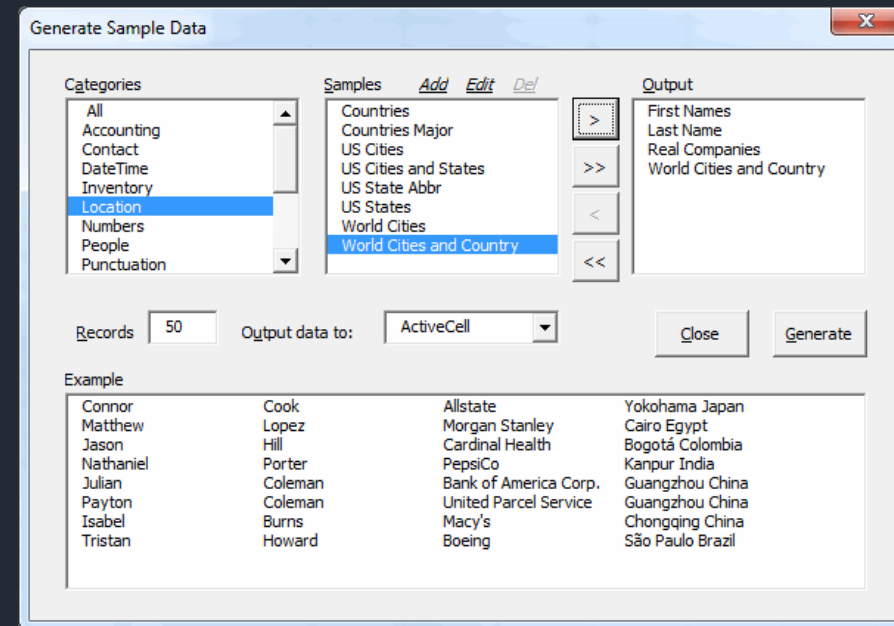 Generate Sample Data
x
Categories
All
Accounting
Contact
DateTime
Inventory
Location
Numbers
People
Punctuation
Samples Add Edit Del
Countries
Countries Major
US Cities
US Cities and States
US State Abbr
US States
World Cities
World Cities and Country
>
>>
<
<<
Output
First Names
Last Name
Real Companies
World Cities and Country
Records 50 Output data to: ActiveCell Close Generate
Example
Connor Cook Allstate Yokohama Japan
Matthew Lopez Morgan Stanley Cairo Egypt
Jason Hill Cardinal Health Bogotá Colombia
Nathaniel Porter PepsiCo Kanpur India
Julian Coleman Bank of America Corp. Guangzhou China
Payton Coleman United Parcel Service Guangzhou China
Isabel Burns Macy's Chongqing China
Tristan Howard Boeing São Paulo Brazil